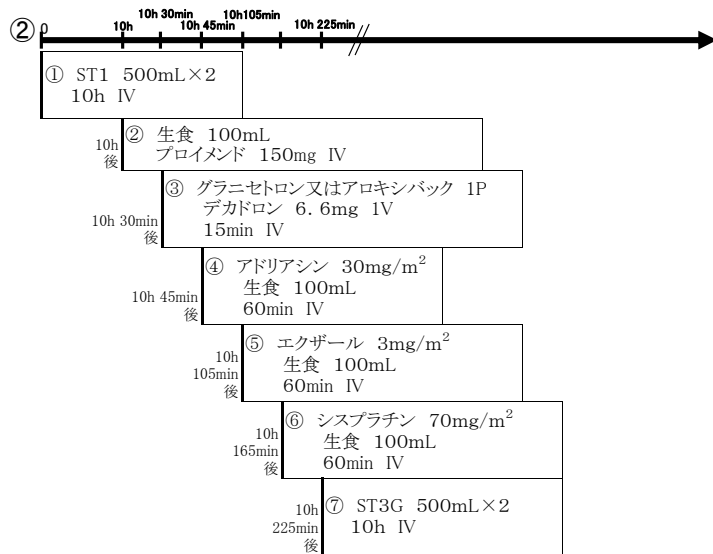 ②
0
10h
10h 30min
10h 45min
10h105min
10h 225min
① ST1 500mL×2
10h IV
10h
後
② 生食 100mL
プロイメンド 150mg IV
10h 30min
後
③ グラニセトロン又はアロキシバック 1P
デカドロン 6.6mg 1V
15min IV
10h 45min
後
④ アドリアシン 30mg/m²
生食 100mL
60min IV
10h
105min
後
⑤ エクザール 3mg/m²
生食 100mL
60min IV
10h
165min
後
⑥ シスプラチン 70mg/m²
生食 100mL
60min IV
10h
225min
後
⑦ ST3G 500mL×2
10h IV